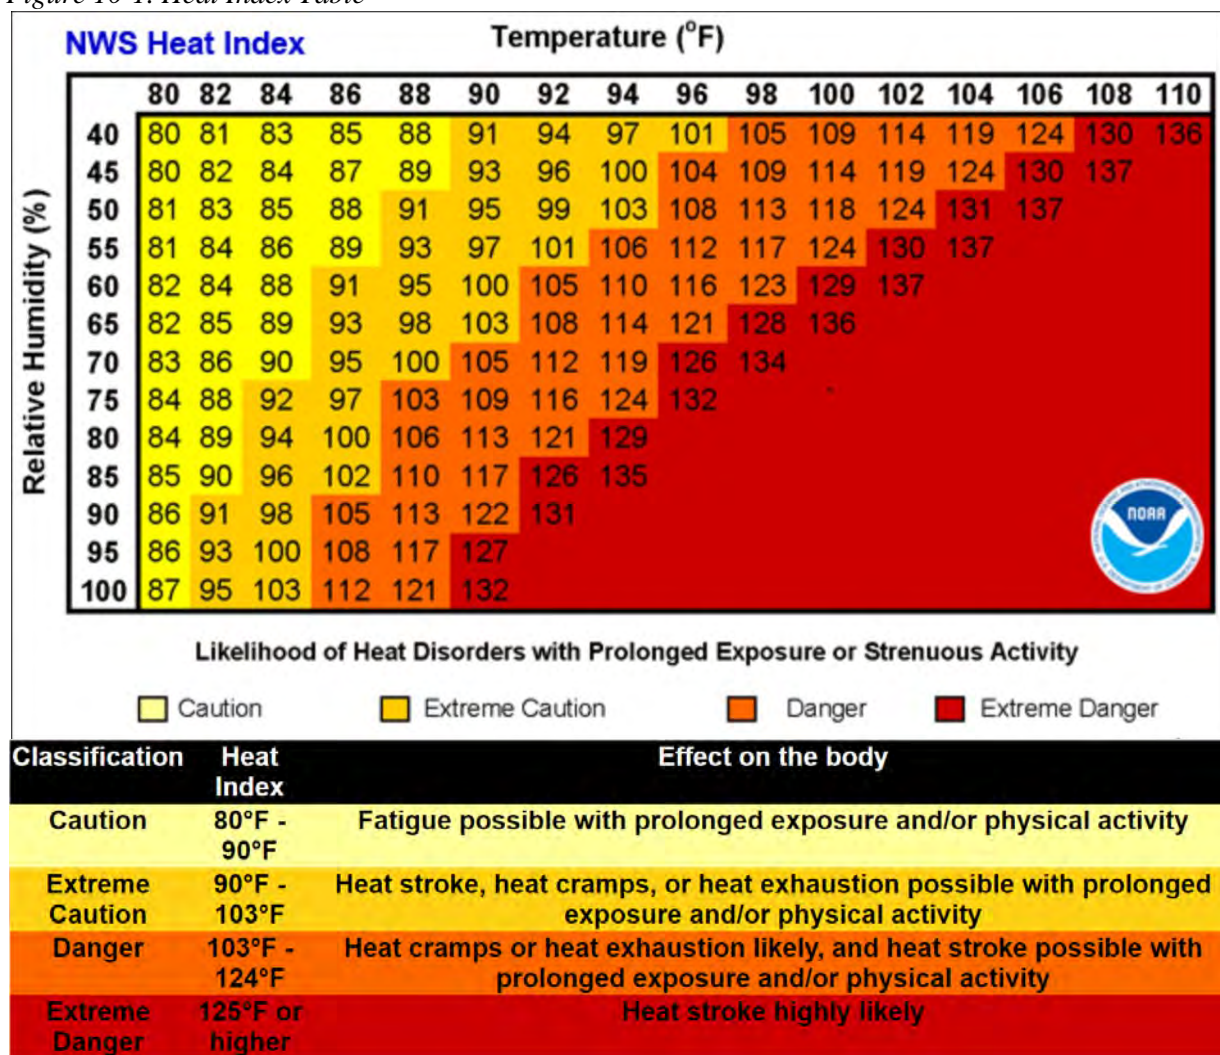 Figure 10-1: Heat Index Table
NWS Heat Index
Temperature (°F)
80 82 84 86 88 90 92 94 96 98 100 102 104 106 108 110
Relative Humidity (%)
40 80 81 83 85 88 91 94 97 101 105 109 114 119 124 130 136
45 80 82 84 87 89 93 96 100 104 109 114 119 124 130 137
50 81 83 85 88 91 95 99 103 108 113 118 124 131 137
55 81 84 86 89 93 97 101 106 112 117 124 130 137
60 82 84 88 91 95 100 105 110 116 123 129 137
65 82 85 89 93 98 103 108 114 121 128 136
70 83 86 90 95 100 105 112 119 126 134
75 84 88 92 97 103 109 116 124 132
80 84 89 94 100 106 113 121 129
85 85 90 96 102 110 117 126 135
90 86 91 98 105 113 122 131
95 86 93 100 108 117 127
100 87 95 103 112 121 132
NOAA
Likelihood of Heat Disorders with Prolonged Exposure or Strenuous Activity
Caution Extreme Caution Danger Extreme Danger
Classification Heat Index Effect on the body
Caution 80°F - 90°F Fatigue possible with prolonged exposure and/or physical activity
Extreme Caution 90°F - 103°F Heat stroke, heat cramps, or heat exhaustion possible with prolonged
exposure and/or physical activity
Danger 103°F - 124°F Heat cramps or heat exhaustion likely, and heat stroke possible with
prolonged exposure and/or physical activity
Extreme Danger 125°F or higher Heat stroke highly likely